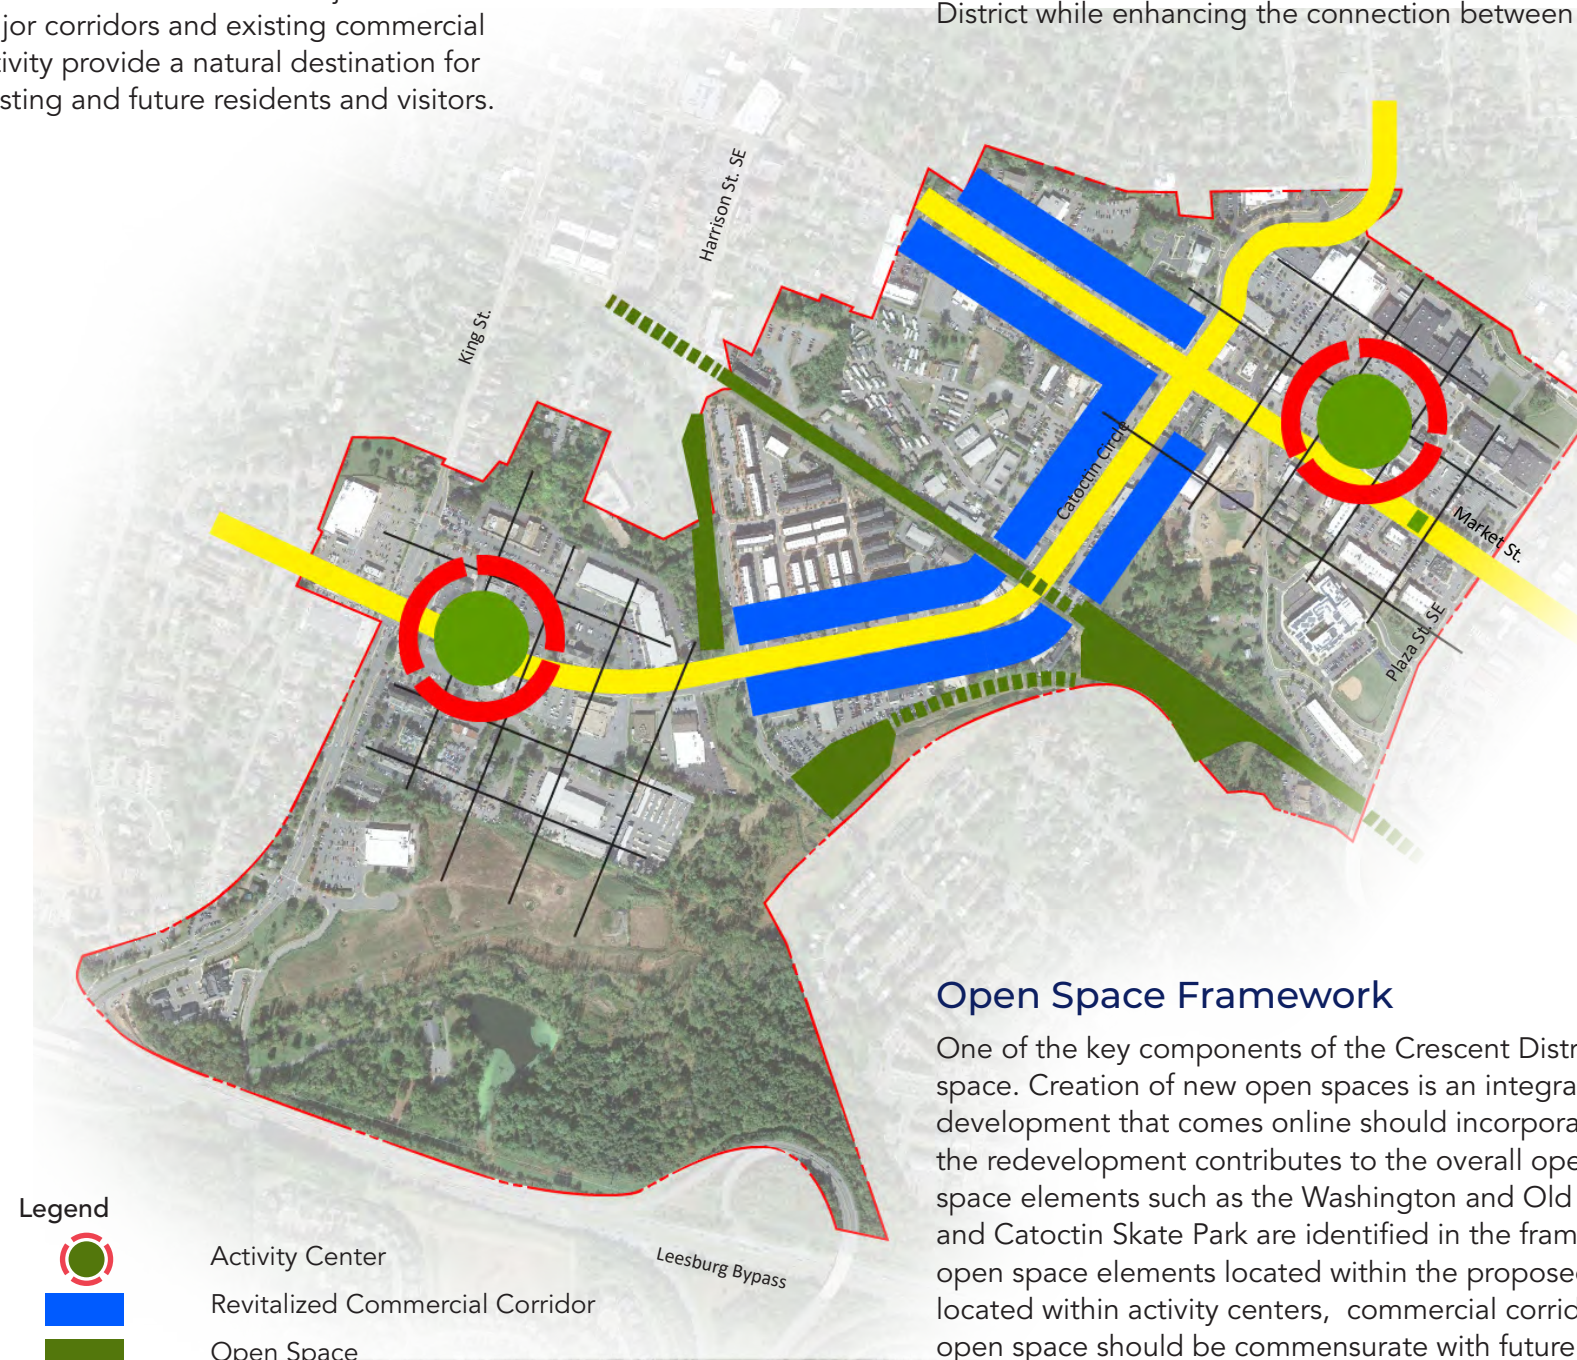 jor corridors and existing commercial
tivity provide a natural destination for
sting and future residents and visitors.
District while enhancing the connection between
Harrison St. SE
King St.
Catoctin Circle
Market St.
Plaza St. SE
Leesburg Bypass
Open Space Framework
One of the key components of the Crescent Distr
space. Creation of new open spaces is an integra
development that comes online should incorpora
the redevelopment contributes to the overall ope
space elements such as the Washington and Old
and Catoctin Skate Park are identified in the fram
open space elements located within the propose
located within activity centers, commercial corrid
open space should be commensurate with future
Legend
Activity Center
Revitalized Commercial Corridor
Open Space